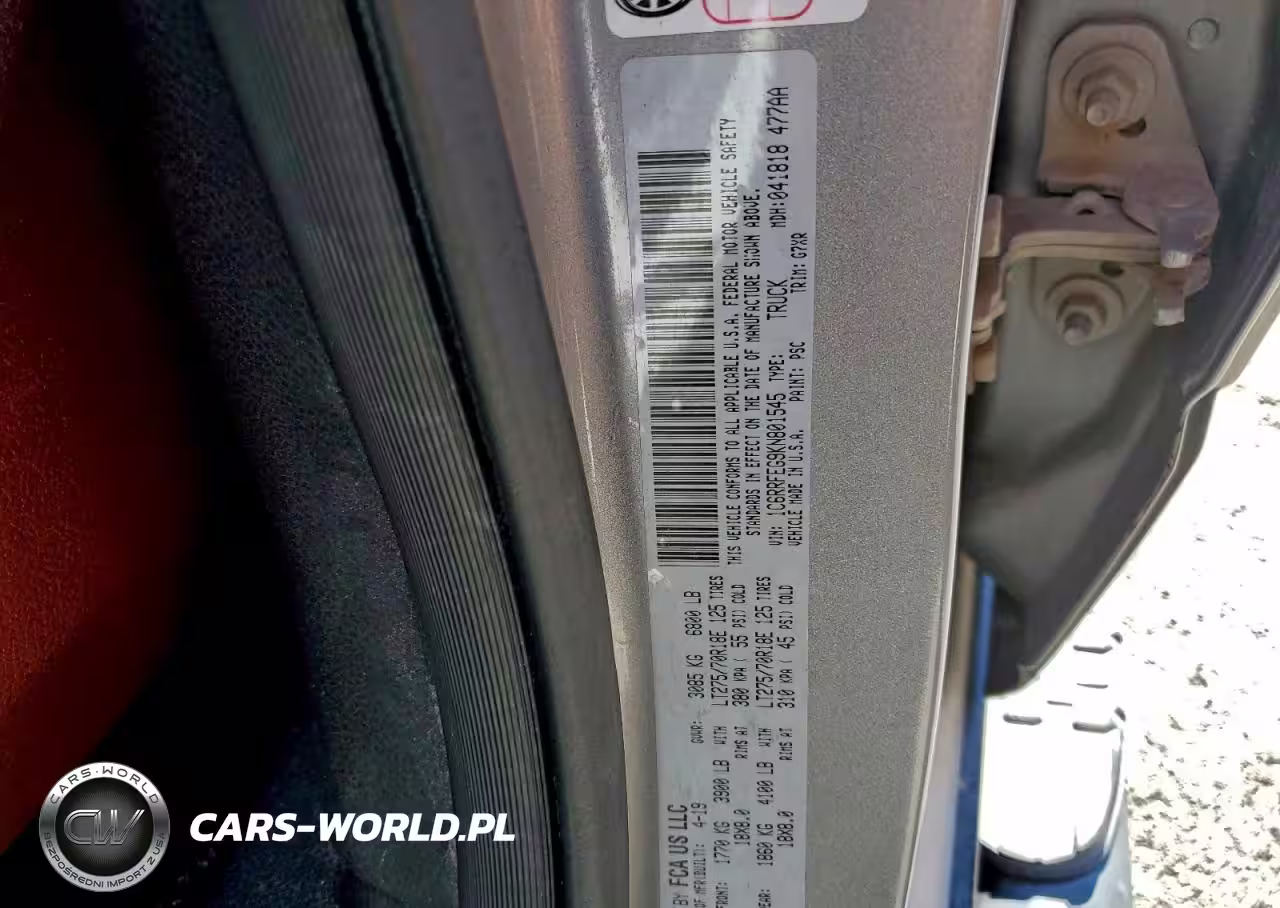 BY FCA US LLC
OF MFR(BUILT): 4-19 GVWR: 3085 KG 6800 LB
FRONT: 1770 KG 3900 LB WITH LT275/70R18E 125 TIRES
18X8.0 RIMS AT 380 KPA ( 55 PSI) COLD
REAR: 1860 KG 4100 LB WITH LT275/70R18E 125 TIRES
18X8.0 RIMS AT 310 KPA ( 45 PSI) COLD
THIS VEHICLE CONFORMS TO ALL APPLICABLE U.S.A. FEDERAL MOTOR VEHICLE SAFETY
STANDARDS IN EFFECT ON THE DATE OF MANUFACTURE SHOWN ABOVE.
VIN: 1C6RRFEG9KN801545 TYPE: TRUCK MDH:041818 477AA
VEHICLE MADE IN U.S.A. PAINT: PSC TRIM: G7XR
CARS-WORLD
CW
BEZPOŚREDNI IMPORT Z USA
CARS-WORLD.PL